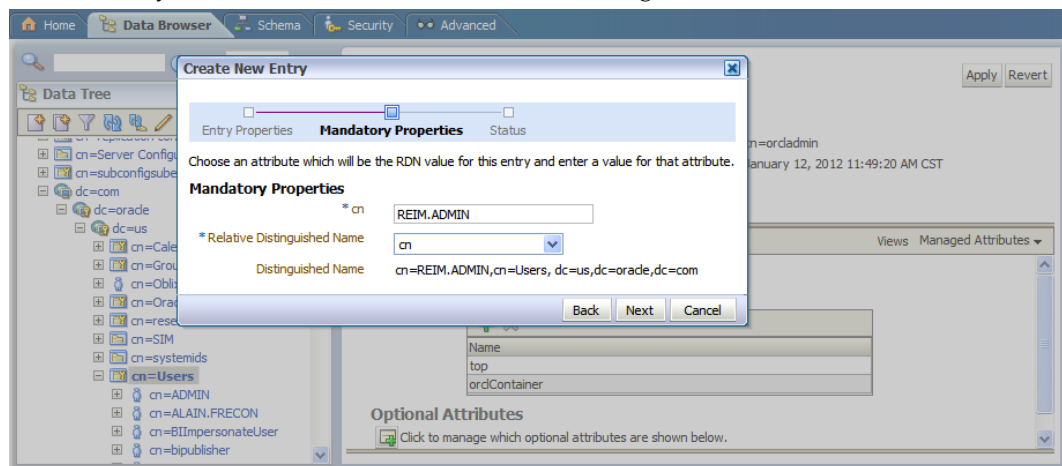 Home Data Browser Schema Security Advanced
Apply Revert
Data Tree
cn=Server Configu
cn=subconfigsube
dc=com
dc=oracle
dc=us
cn=Cale
cn=Grou
cn=Obli
cn=Orac
cn=rese
cn=SIM
cn=systemids
cn=Users
cn=ADMIN
cn=ALAIN.FRECON
cn=BIImpersonateUser
cn=bipublisher
Create New Entry
Entry Properties Mandatory Properties Status
Choose an attribute which will be the RDN value for this entry and enter a value for that attribute.
Mandatory Properties
* cn REIM.ADMIN
* Relative Distinguished Name cn
Distinguished Name cn=REIM.ADMIN,cn=Users, dc=us,dc=oracle,dc=com
Back Next Cancel
n=orcladmin
anuary 12, 2012 11:49:20 AM CST
Views Managed Attributes
Name
top
orclContainer
Optional Attributes
Click to manage which optional attributes are shown below.